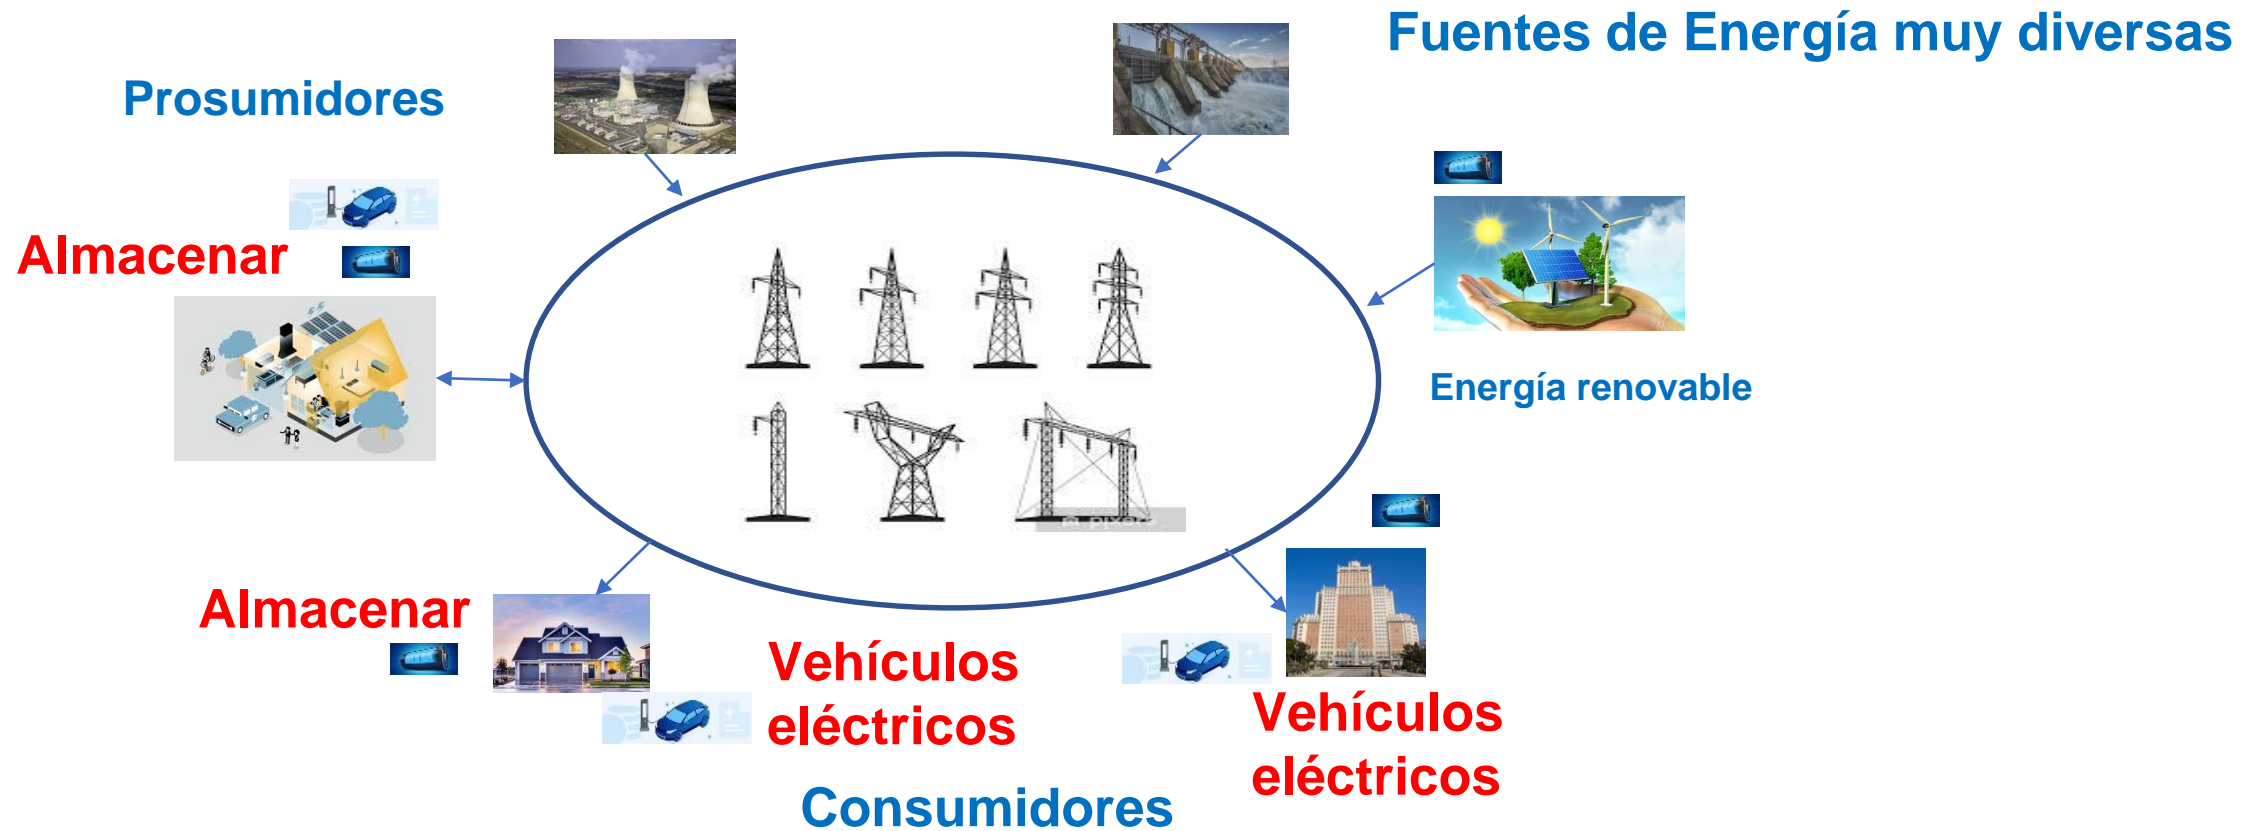 Fuentes de Energía muy diversas
Prosumidores
Almacenar
Energía renovable
Almacenar
Vehículos
eléctricos
Vehículos
eléctricos
Consumidores